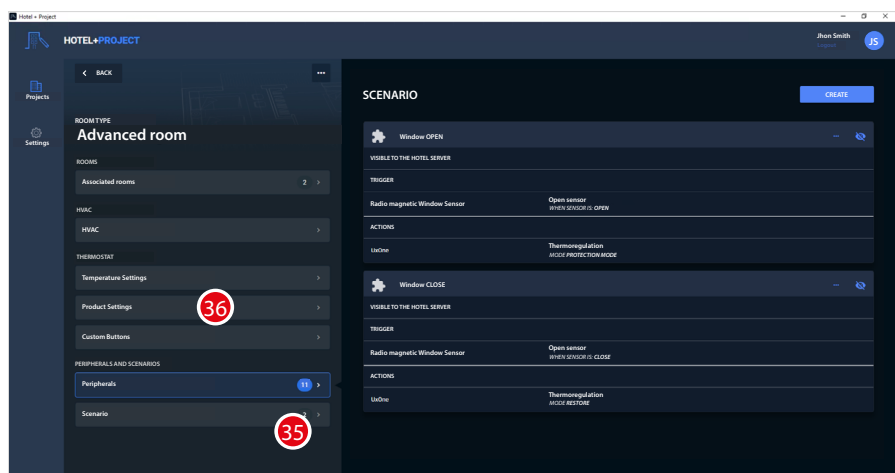 Hotel + Project
HOTEL+PROJECT
Jhon Smith
Logout
JS
Projects
Settings
BACK
ROOM TYPE
Advanced room
ROOMS
Associated rooms 2
HVAC
HVAC
THERMOSTAT
Temperature Settings
Product Settings
36
Custom Buttons
PERIPHERALS AND SCENARIOS
Peripherals 11
Scenario 2
35
SCENARIO
CREATE
Window OPEN
VISIBLE TO THE HOTEL SERVER
TRIGGER
Radio magnetic Window Sensor
Open sensor
WHEN SENSOR IS: OPEN
ACTIONS
UxOne
Thermoregulation
MODE PROTECTION MODE
Window CLOSE
VISIBLE TO THE HOTEL SERVER
TRIGGER
Radio magnetic Window Sensor
Open sensor
WHEN SENSOR IS: CLOSE
ACTIONS
UxOne
Thermoregulation
MODE RESTORE